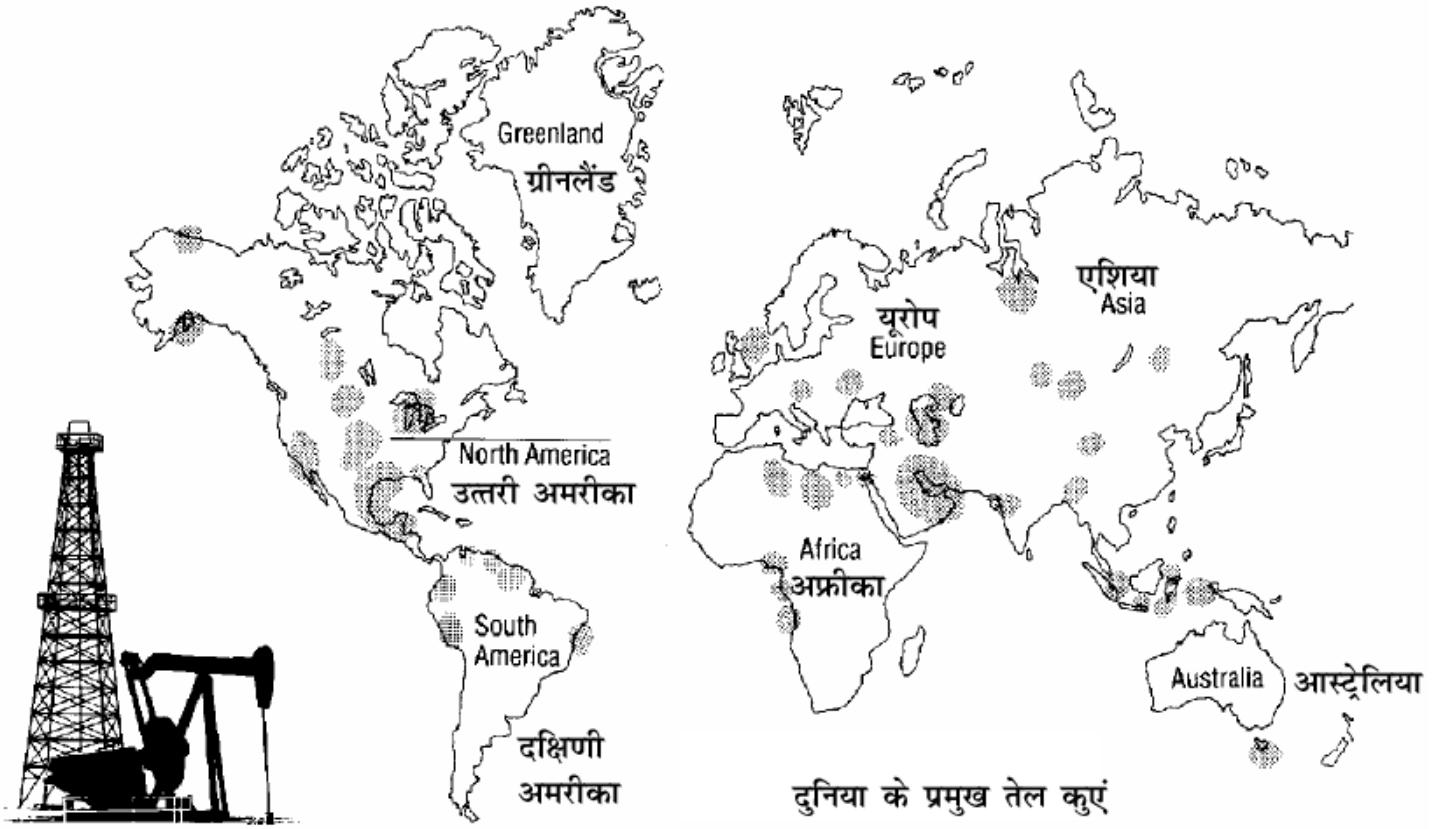 Greenland
ग्रीनलैंड
एशिया
Asia
यूरोप
Europe
North America
उत्तरी अमरीका
Africa
अफ्रीका
South
America
Australia
आस्ट्रेलिया
दक्षिणी
अमरीका
दुनिया के प्रमुख तेल कुएं